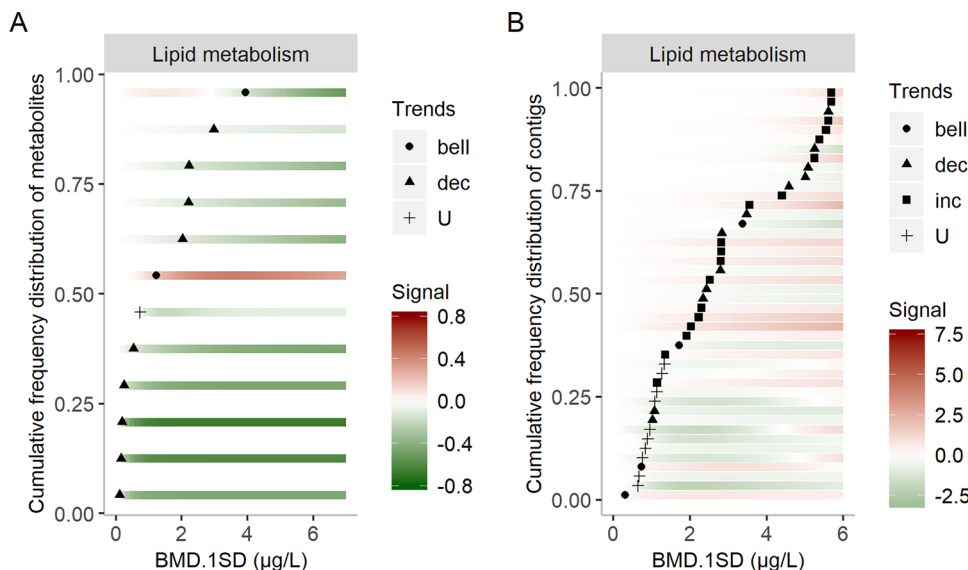 A
Lipid metabolism
Cumulative frequency distribution of metabolites
1.00
0.75
0.50
0.25
0.00
0
2
4
6
BMD.1SD (µg/L)
Trends
bell
dec
U
Signal
0.8
0.4
0.0
-0.4
-0.8
B
Lipid metabolism
Cumulative frequency distribution of contigs
1.00
0.75
0.50
0.25
0.00
0
1
2
3
4
5
6
BMD.1SD (µg/L)
Trends
bell
dec
inc
U
Signal
7.5
5.0
2.5
0.0
-2.5